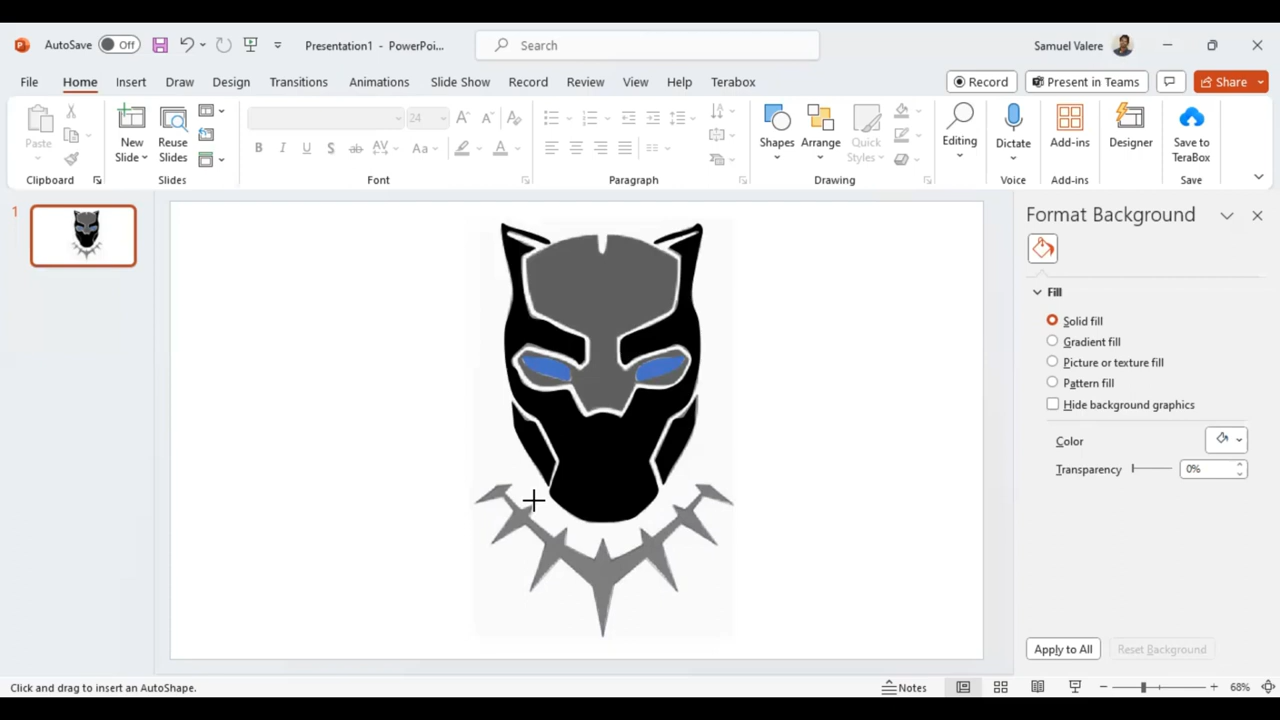 AutoSave Off Presentation1 - PowerPoi... Search Samuel Valere
File Home Insert Draw Design Transitions Animations Slide Show Record Review View Help Terabox Record Present in Teams Share
Paste New Slide Reuse Slides 24 B I U S ab AV Aa A Shapes Arrange Quick Styles Editing Dictate Add-ins Designer Save to TeraBox
Clipboard Slides Font Paragraph Drawing Voice Add-ins Save
1
Format Background
Fill
Solid fill
Gradient fill
Picture or texture fill
Pattern fill
Hide background graphics
Color
Transparency 0%
Apply to All Reset Background
Click and drag to insert an AutoShape. Notes 68%